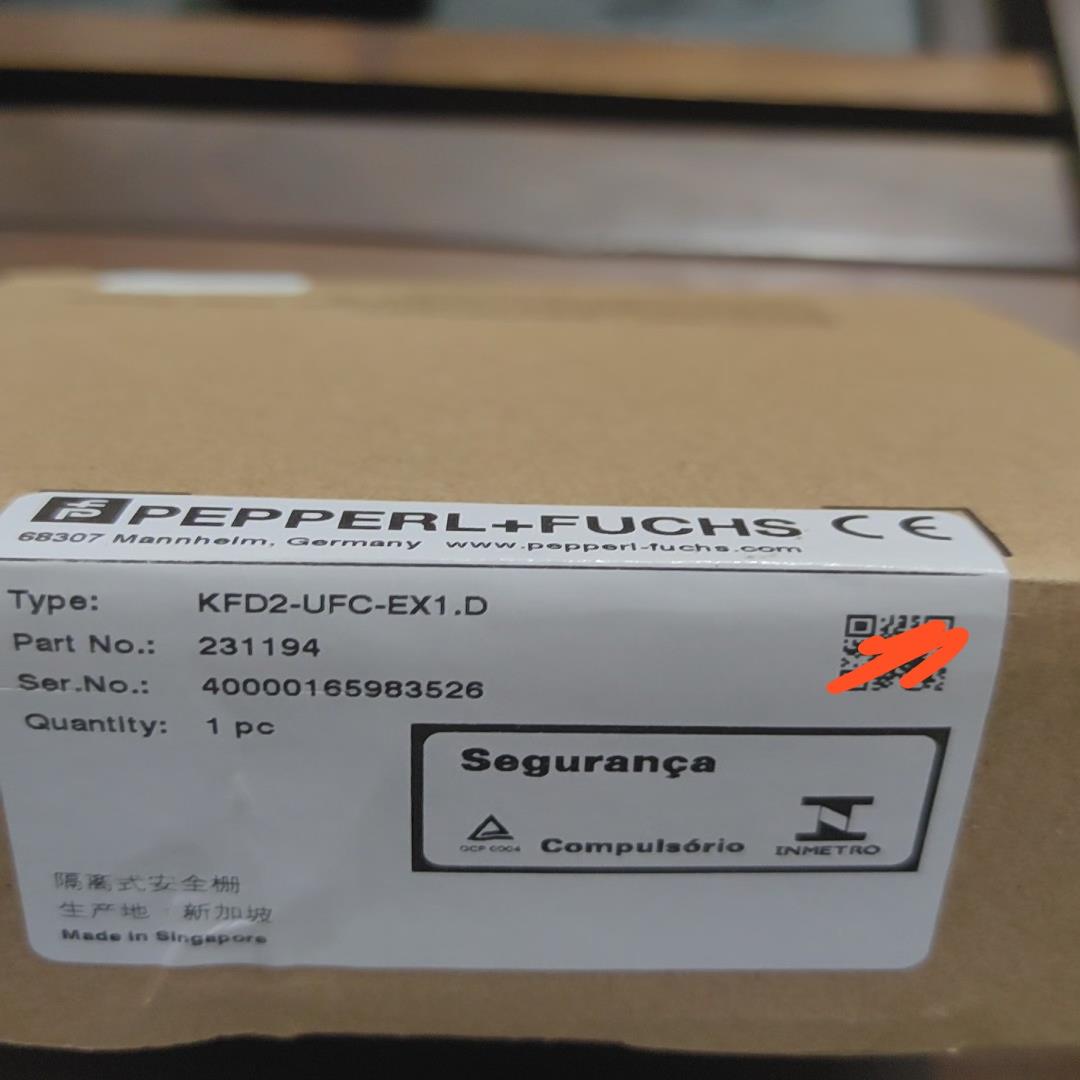 PEPPERL+FUCHS CE
68307 Mannheim, Germany www.pepperl-fuchs.com
Type: KFD2-UFC-EX1.D
Part No.: 231194
Ser.No.: 40000165983526
Quantity: 1 pc
Segurança
OCP 0004 Compulsório INMETRO
隔离式安全栅
生产地：新加坡
Made in Singapore